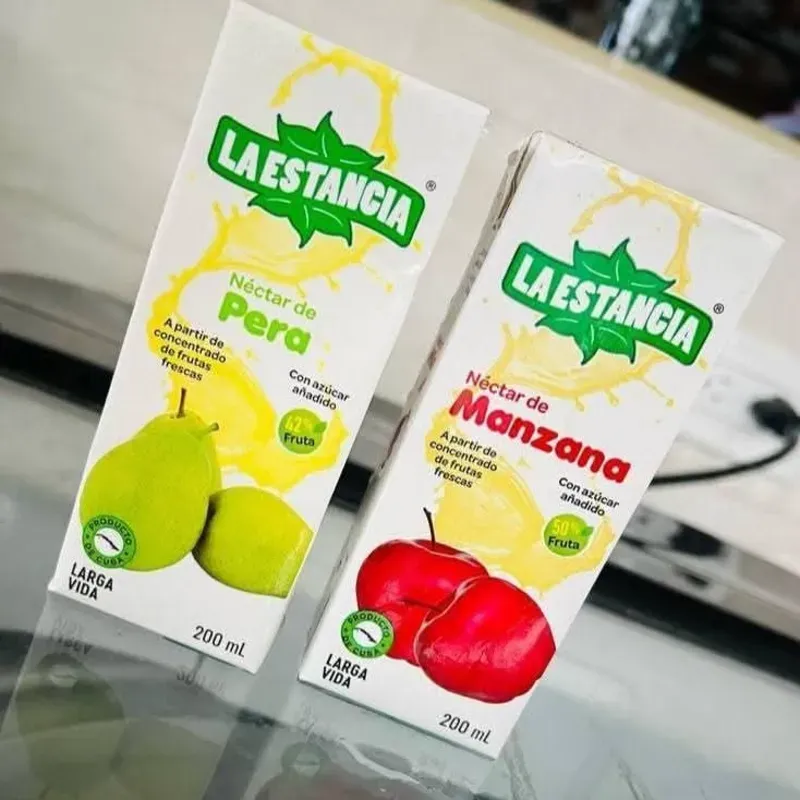 LA ESTANCIA
®
Néctar de
Pera
A partir de
concentrado
de frutas
frescas
Con azúcar
añadido
42%
Fruta
PRODUCTO
DE CUBA
LARGA
VIDA
200 mL
LA ESTANCIA
®
Néctar de
Manzana
A partir de
concentrado
de frutas
frescas
Con azúcar
añadido
50%
Fruta
PRODUCTO
DE CUBA
LARGA
VIDA
200 mL